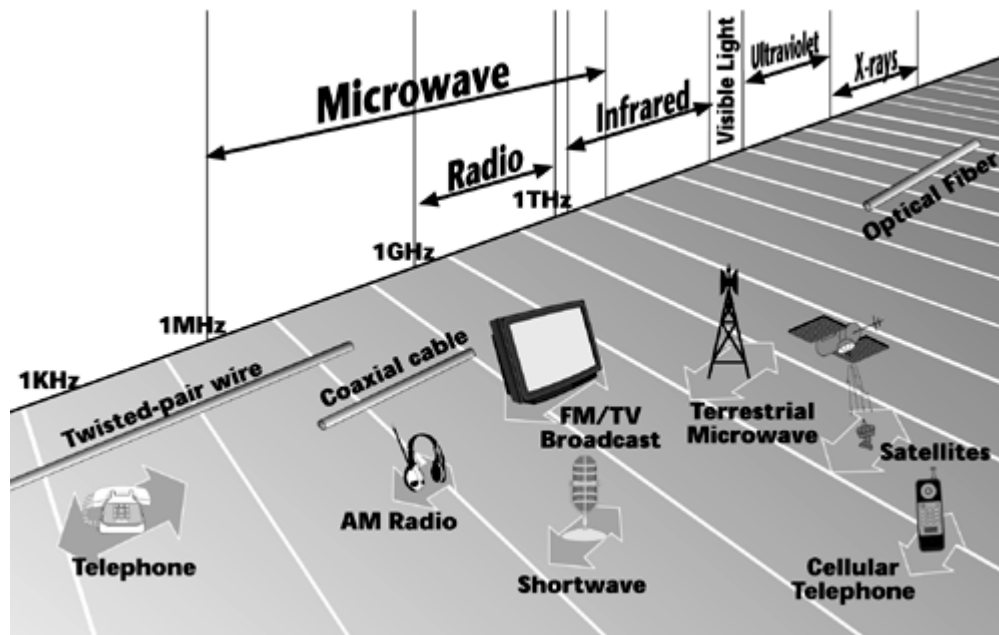 Microwave
Radio
Infrared
Visible Light
Ultraviolet
X-rays
1THz
1GHz
1MHz
1KHz
Optical Fiber
Twisted-pair wire
Coaxial cable
FM/TV
Broadcast
Terrestrial
Microwave
Satellites
AM Radio
Telephone
Shortwave
Cellular
Telephone